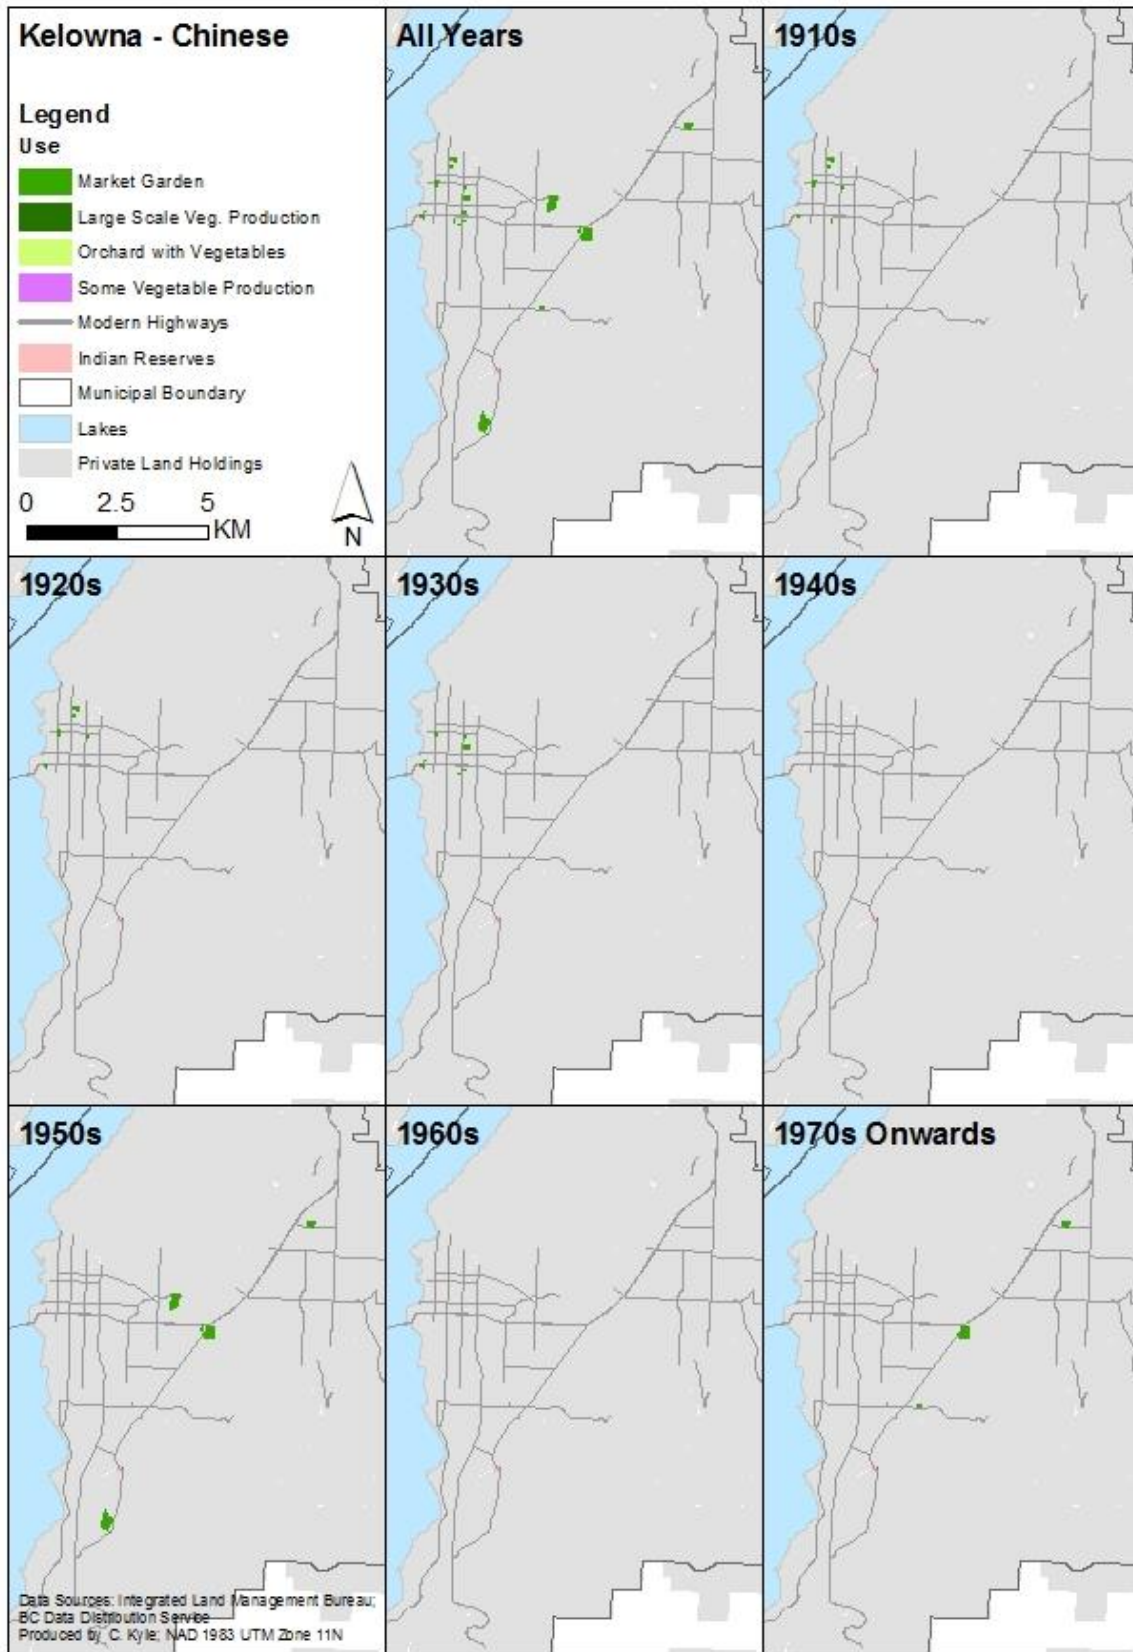 Kelowna - Chinese
Legend
Use
Market Garden
Large Scale Veg. Production
Orchard with Vegetables
Some Vegetable Production
Modern Highways
Indian Reserves
Municipal Boundary
Lakes
Private Land Holdings
0 2.5 5
KM
N
All Years
1910s
1920s
1930s
1940s
1950s
1960s
1970s Onwards
Data Sources: Integrated Land Management Bureau;
BC Data Distribution Service
Produced by C. Kyle; NAD 1983 UTM Zone 11N